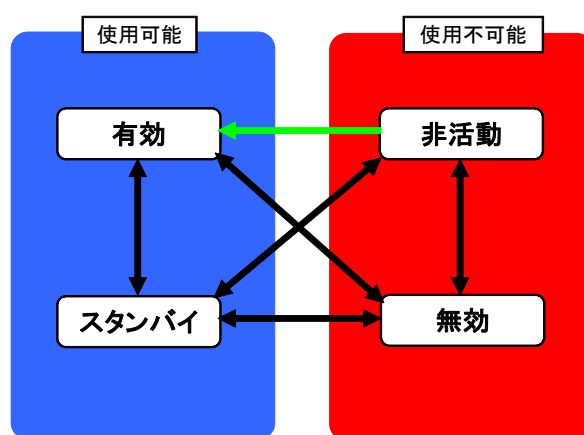 使用可能
使用不可能
有効
非活動
スタンバイ
無効